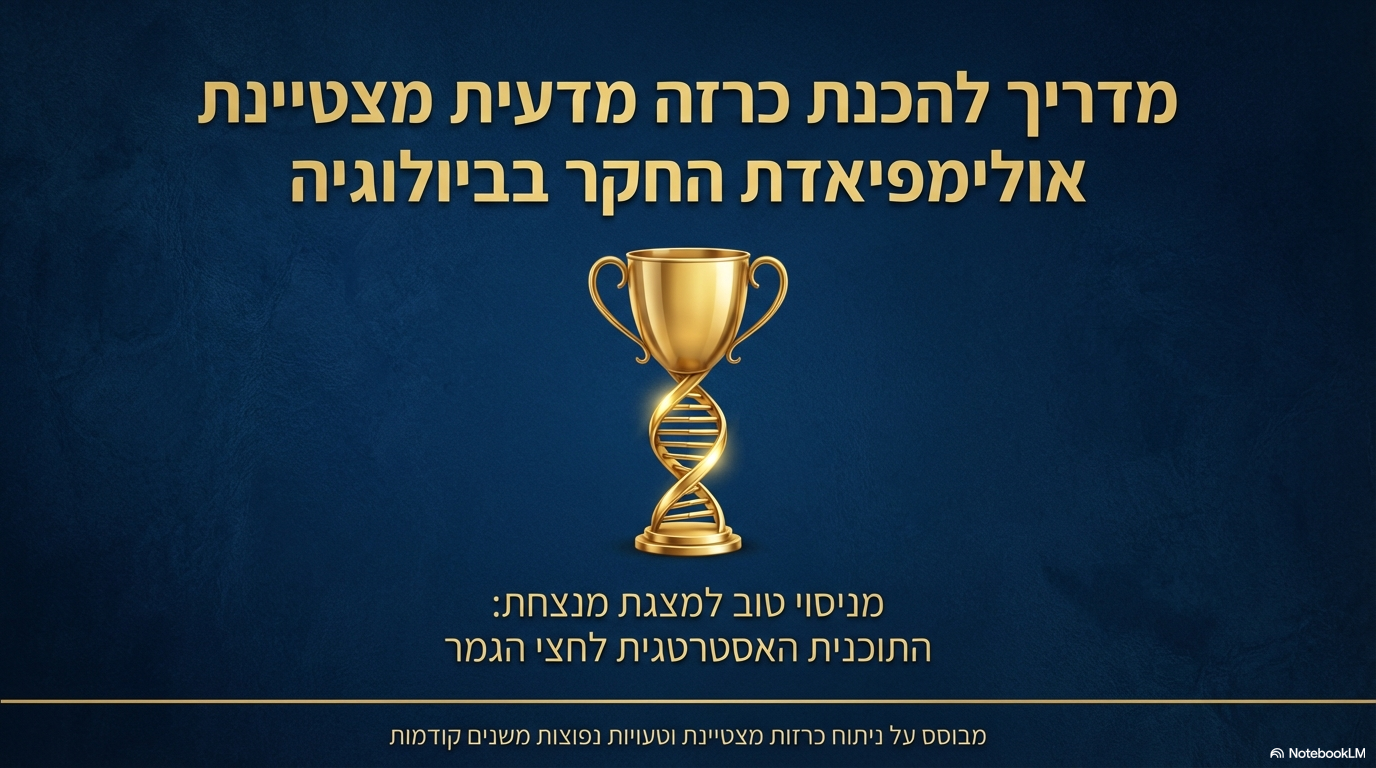 מדריך להכנת כרזה מדעית מצטיינת
אולימפיאדת החקר בביולוגיה
מניסוי טוב למצגת מנצחת:
התוכנית האסטרטגית לחצי הגמר
מבוסס על ניתוח כרזות מצטיינת וטעויות נפוצות משנים קודמות
NotebookLM